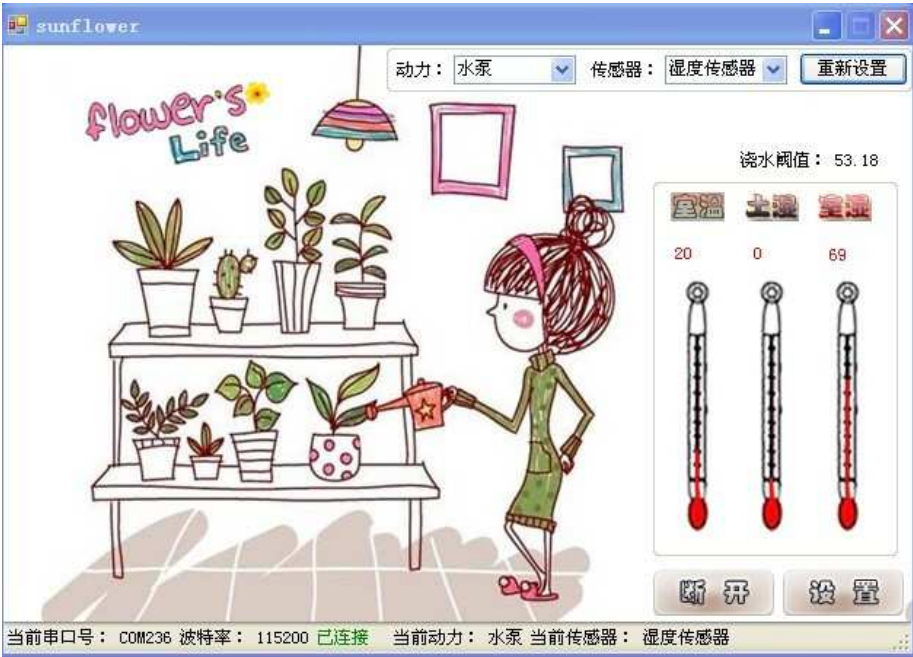 sunflower
动力： 水泵 传感器： 湿度传感器 重新设置
flower's
Life
浇水阈值： 53.18
室温 土湿 室湿
20 0 69
断开 设置
当前串口号： COM236 波特率： 115200 已连接 当前动力： 水泵 当前传感器： 湿度传感器